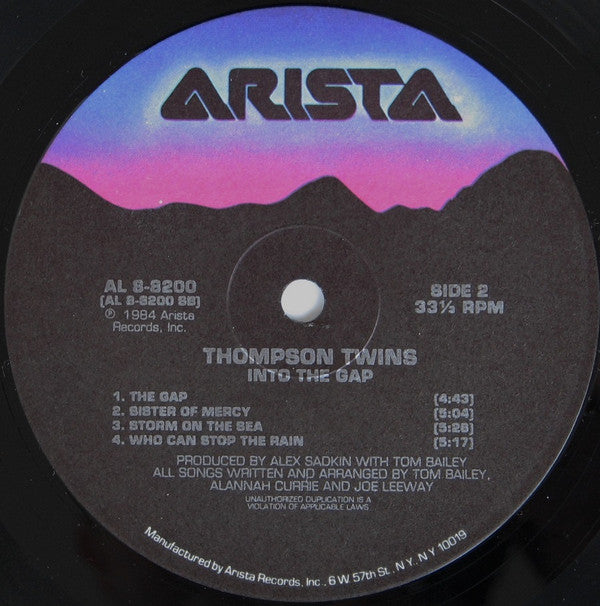 ARISTA
AL 8-8200
(AL 8-8200 SB)
Ⓟ 1984 Arista
Records, Inc.
SIDE 2
33⅓ RPM
THOMPSON TWINS
INTO THE GAP
1. THE GAP (4:43)
2. SISTER OF MERCY (5:04)
3. STORM ON THE SEA (5:28)
4. WHO CAN STOP THE RAIN (5:17)
PRODUCED BY ALEX SADKIN WITH TOM BAILEY
ALL SONGS WRITTEN AND ARRANGED BY TOM BAILEY,
ALANNAH CURRIE AND JOE LEEWAY
UNAUTHORIZED DUPLICATION IS A
VIOLATION OF APPLICABLE LAWS
Manufactured by Arista Records, Inc., 6 W 57th St., N.Y., N.Y 10019